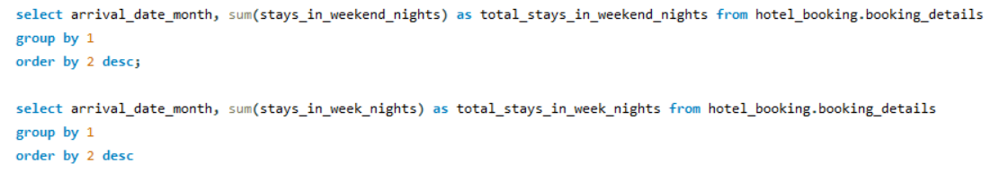 select arrival_date_month, sum(stays_in_weekend_nights) as total_stays_in_weekend_nights from hotel_booking.booking_details
group by 1
order by 2 desc;
select arrival_date_month, sum(stays_in_week_nights) as total_stays_in_week_nights from hotel_booking.booking_details
group by 1
order by 2 desc